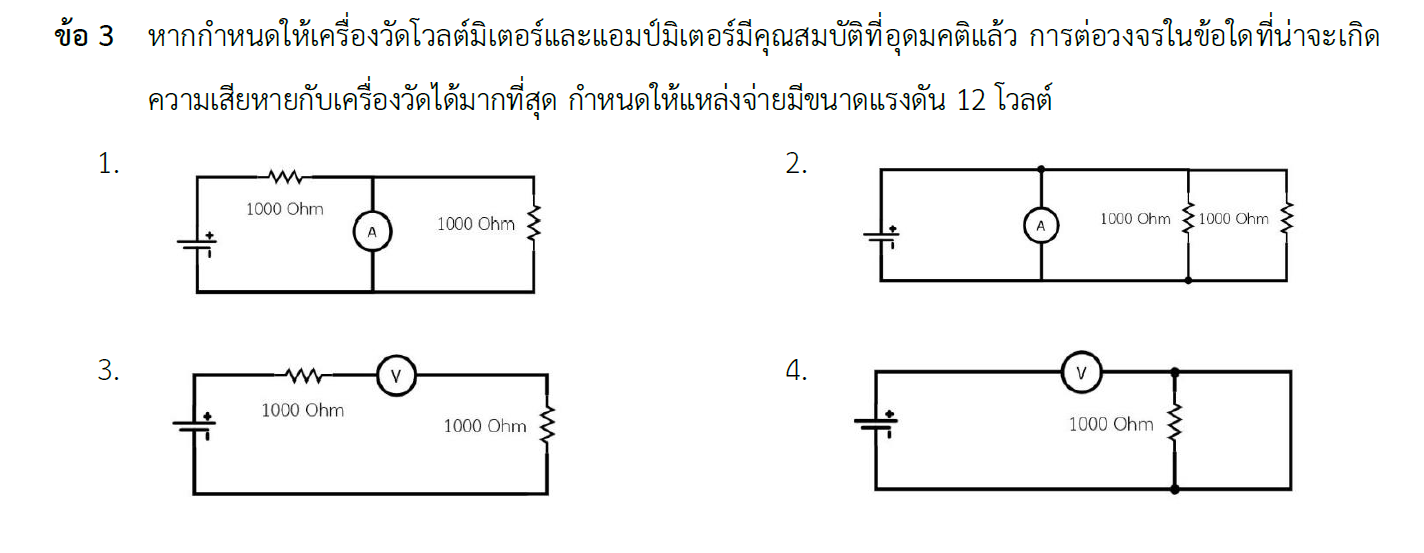 ข้อ 3 หากกำหนดให้เครื่องวัดโวลต์มิเตอร์และแอมป์มิเตอร์มีคุณสมบัติที่อุดมคติแล้ว การต่อวงจรในข้อใดที่น่าจะเกิด
ความเสียหายกับเครื่องวัดได้มากที่สุด กำหนดให้แหล่งจ่ายมีขนาดแรงดัน 12 โวลต์
1.
1000 Ohm
A
1000 Ohm
+
2.
A
1000 Ohm
1000 Ohm
+
3.
V
1000 Ohm
1000 Ohm
+
4.
V
1000 Ohm
+